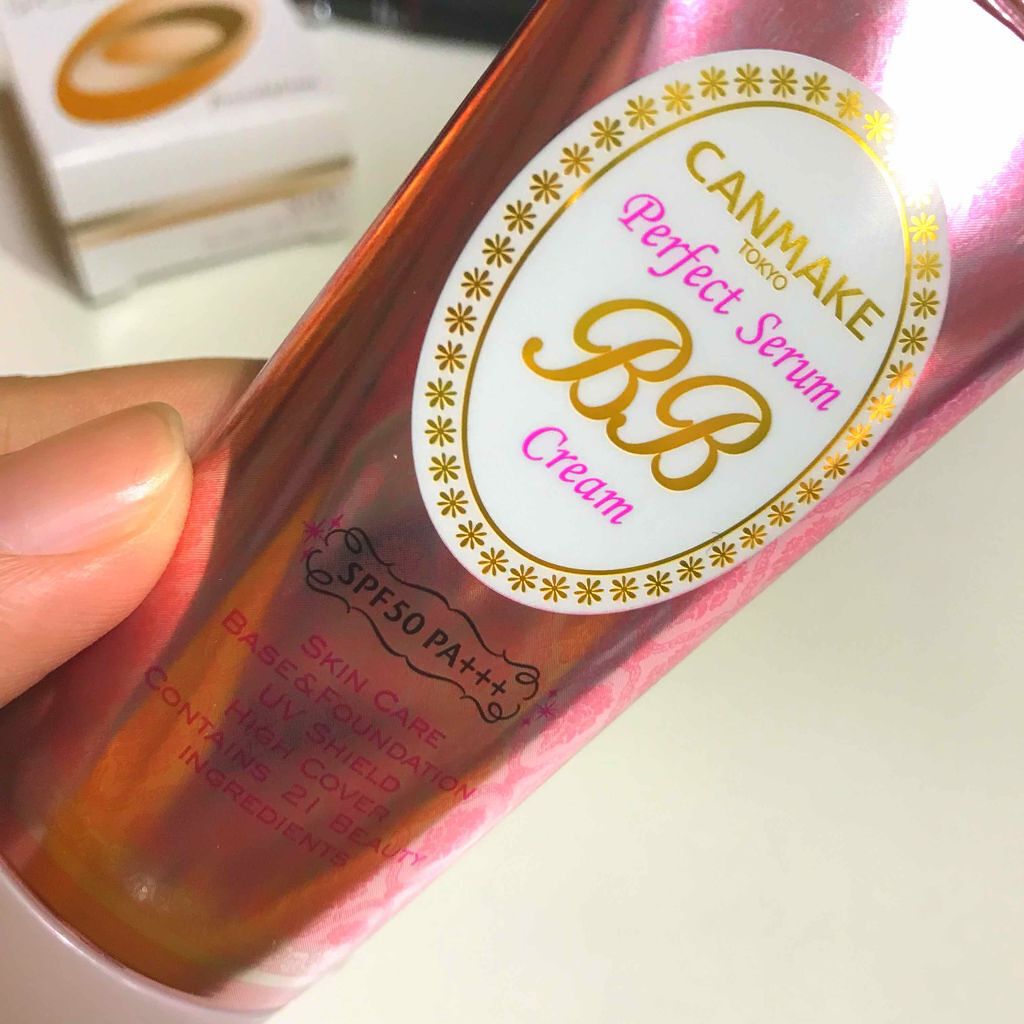 CANMAKE
TOKYO
Perfect Serum
BB
Cream
SPF50 PA+++
SKIN CARE
BASE&FOUNDATION
UV SHIELD
HIGH COVER
CONTAINS 21 BEAUTY
INGREDIENTS